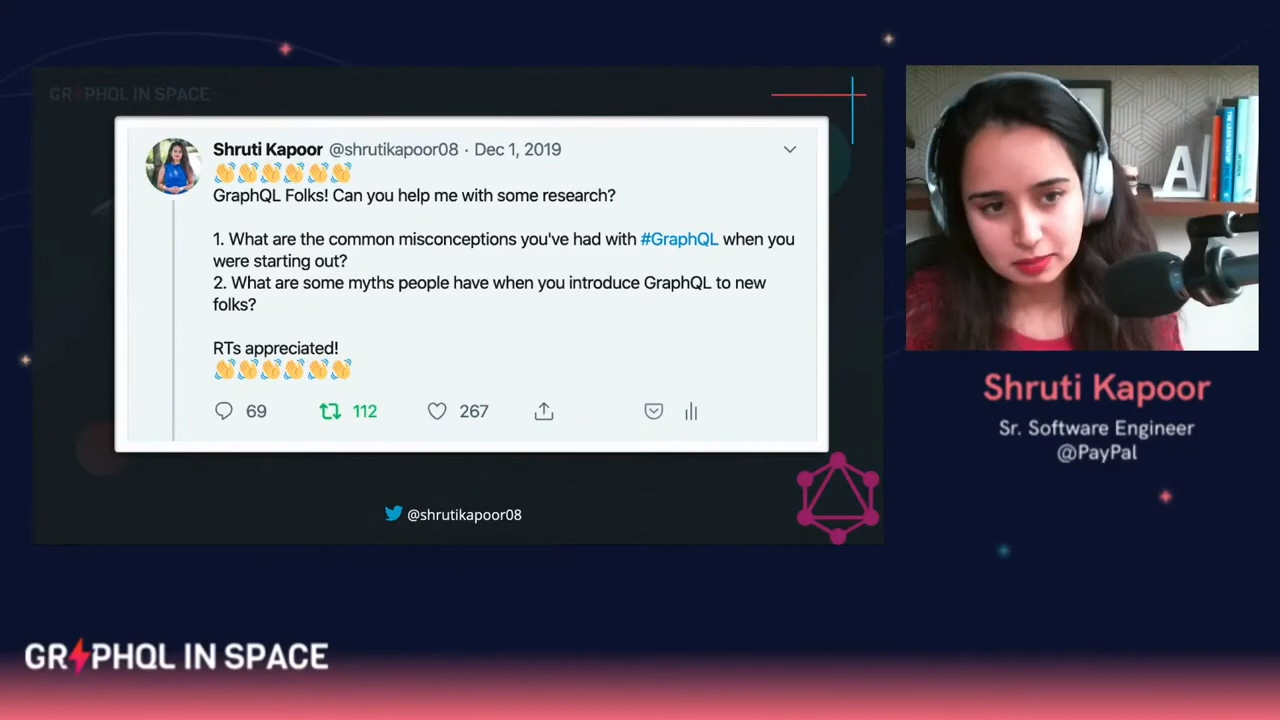 GRPHQL IN SPACE
Shruti Kapoor @shrutikapoor08 · Dec 1, 2019
👋👋👋👋👋👋
GraphQL Folks! Can you help me with some research?
1. What are the common misconceptions you've had with #GraphQL when you
were starting out?
2. What are some myths people have when you introduce GraphQL to new
folks?
RTs appreciated!
👋👋👋👋👋👋
69 112 267
@shrutikapoor08
A
Shruti Kapoor
Sr. Software Engineer
@PayPal
GR⚡PHQL IN SPACE